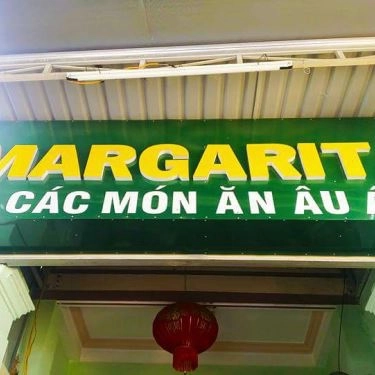 MARGARIT
CÁC MÓN ĂN ÂU